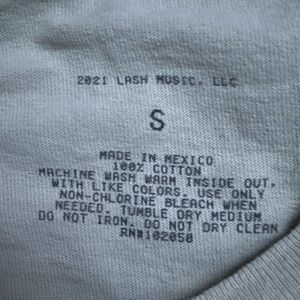 2021 LASH MUSIC, LLC
S
MADE IN MEXICO
100% COTTON
MACHINE WASH WARM INSIDE OUT,
WITH LIKE COLORS. USE ONLY
NON-CHLORINE BLEACH WHEN
NEEDED. TUMBLE DRY MEDIUM
DO NOT IRON. DO NOT DRY CLEAN
RN#102050